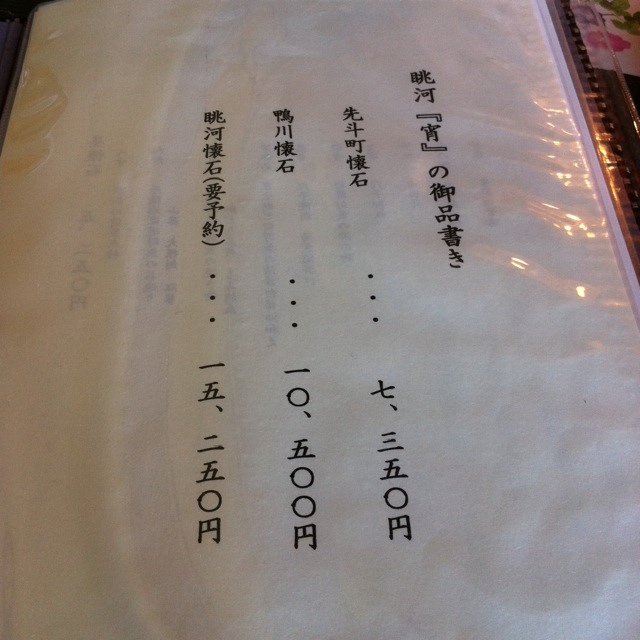 眺河『宵』の御品書き
先斗町懐石 ・・・ 七、三五〇円
鴨川懐石 ・・・ 一〇、五〇〇円
眺河懐石（要予約） ・・・ 一五、二五〇円